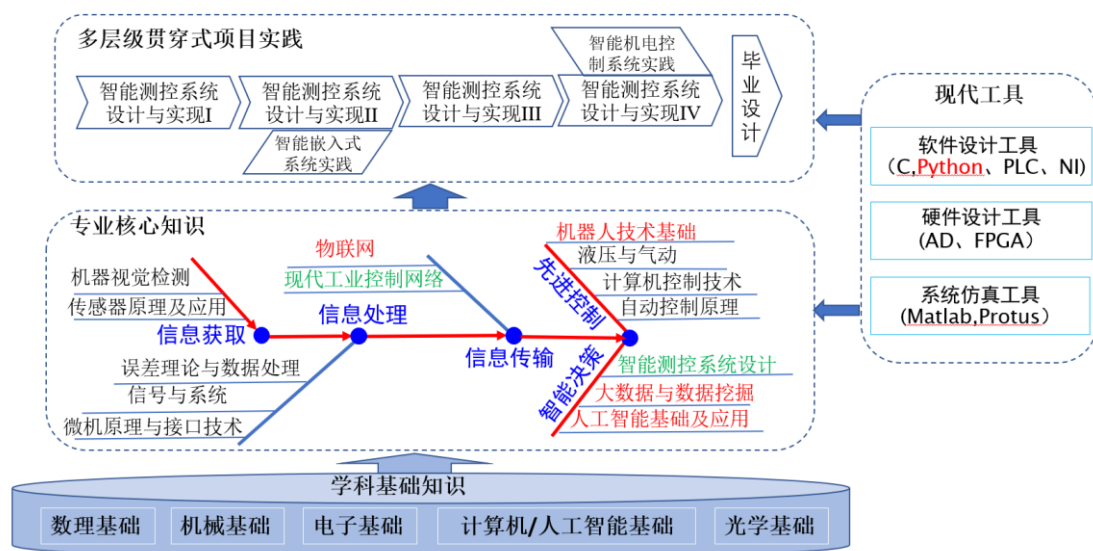 多层级贯穿式项目实践
智能机电控
制系统实践
智能测控系统
设计与实现I
智能测控系统
设计与实现II
智能测控系统
设计与实现III
智能测控系统
设计与实现IV
毕业设计
智能嵌入式
系统实践
现代工具
软件设计工具
(C,Python、PLC、NI)
硬件设计工具
(AD、FPGA)
系统仿真工具
(Matlab,Protus)
专业核心知识
机器视觉检测
传感器原理及应用
信息获取
物联网
现代工业控制网络
信息处理
误差理论与数据处理
信号与系统
微机原理与接口技术
信息传输
机器人技术基础
液压与气动
计算机控制技术
自动控制原理
先进控制
智能决策
智能测控系统设计
大数据与数据挖掘
人工智能基础及应用
学科基础知识
数理基础
机械基础
电子基础
计算机/人工智能基础
光学基础